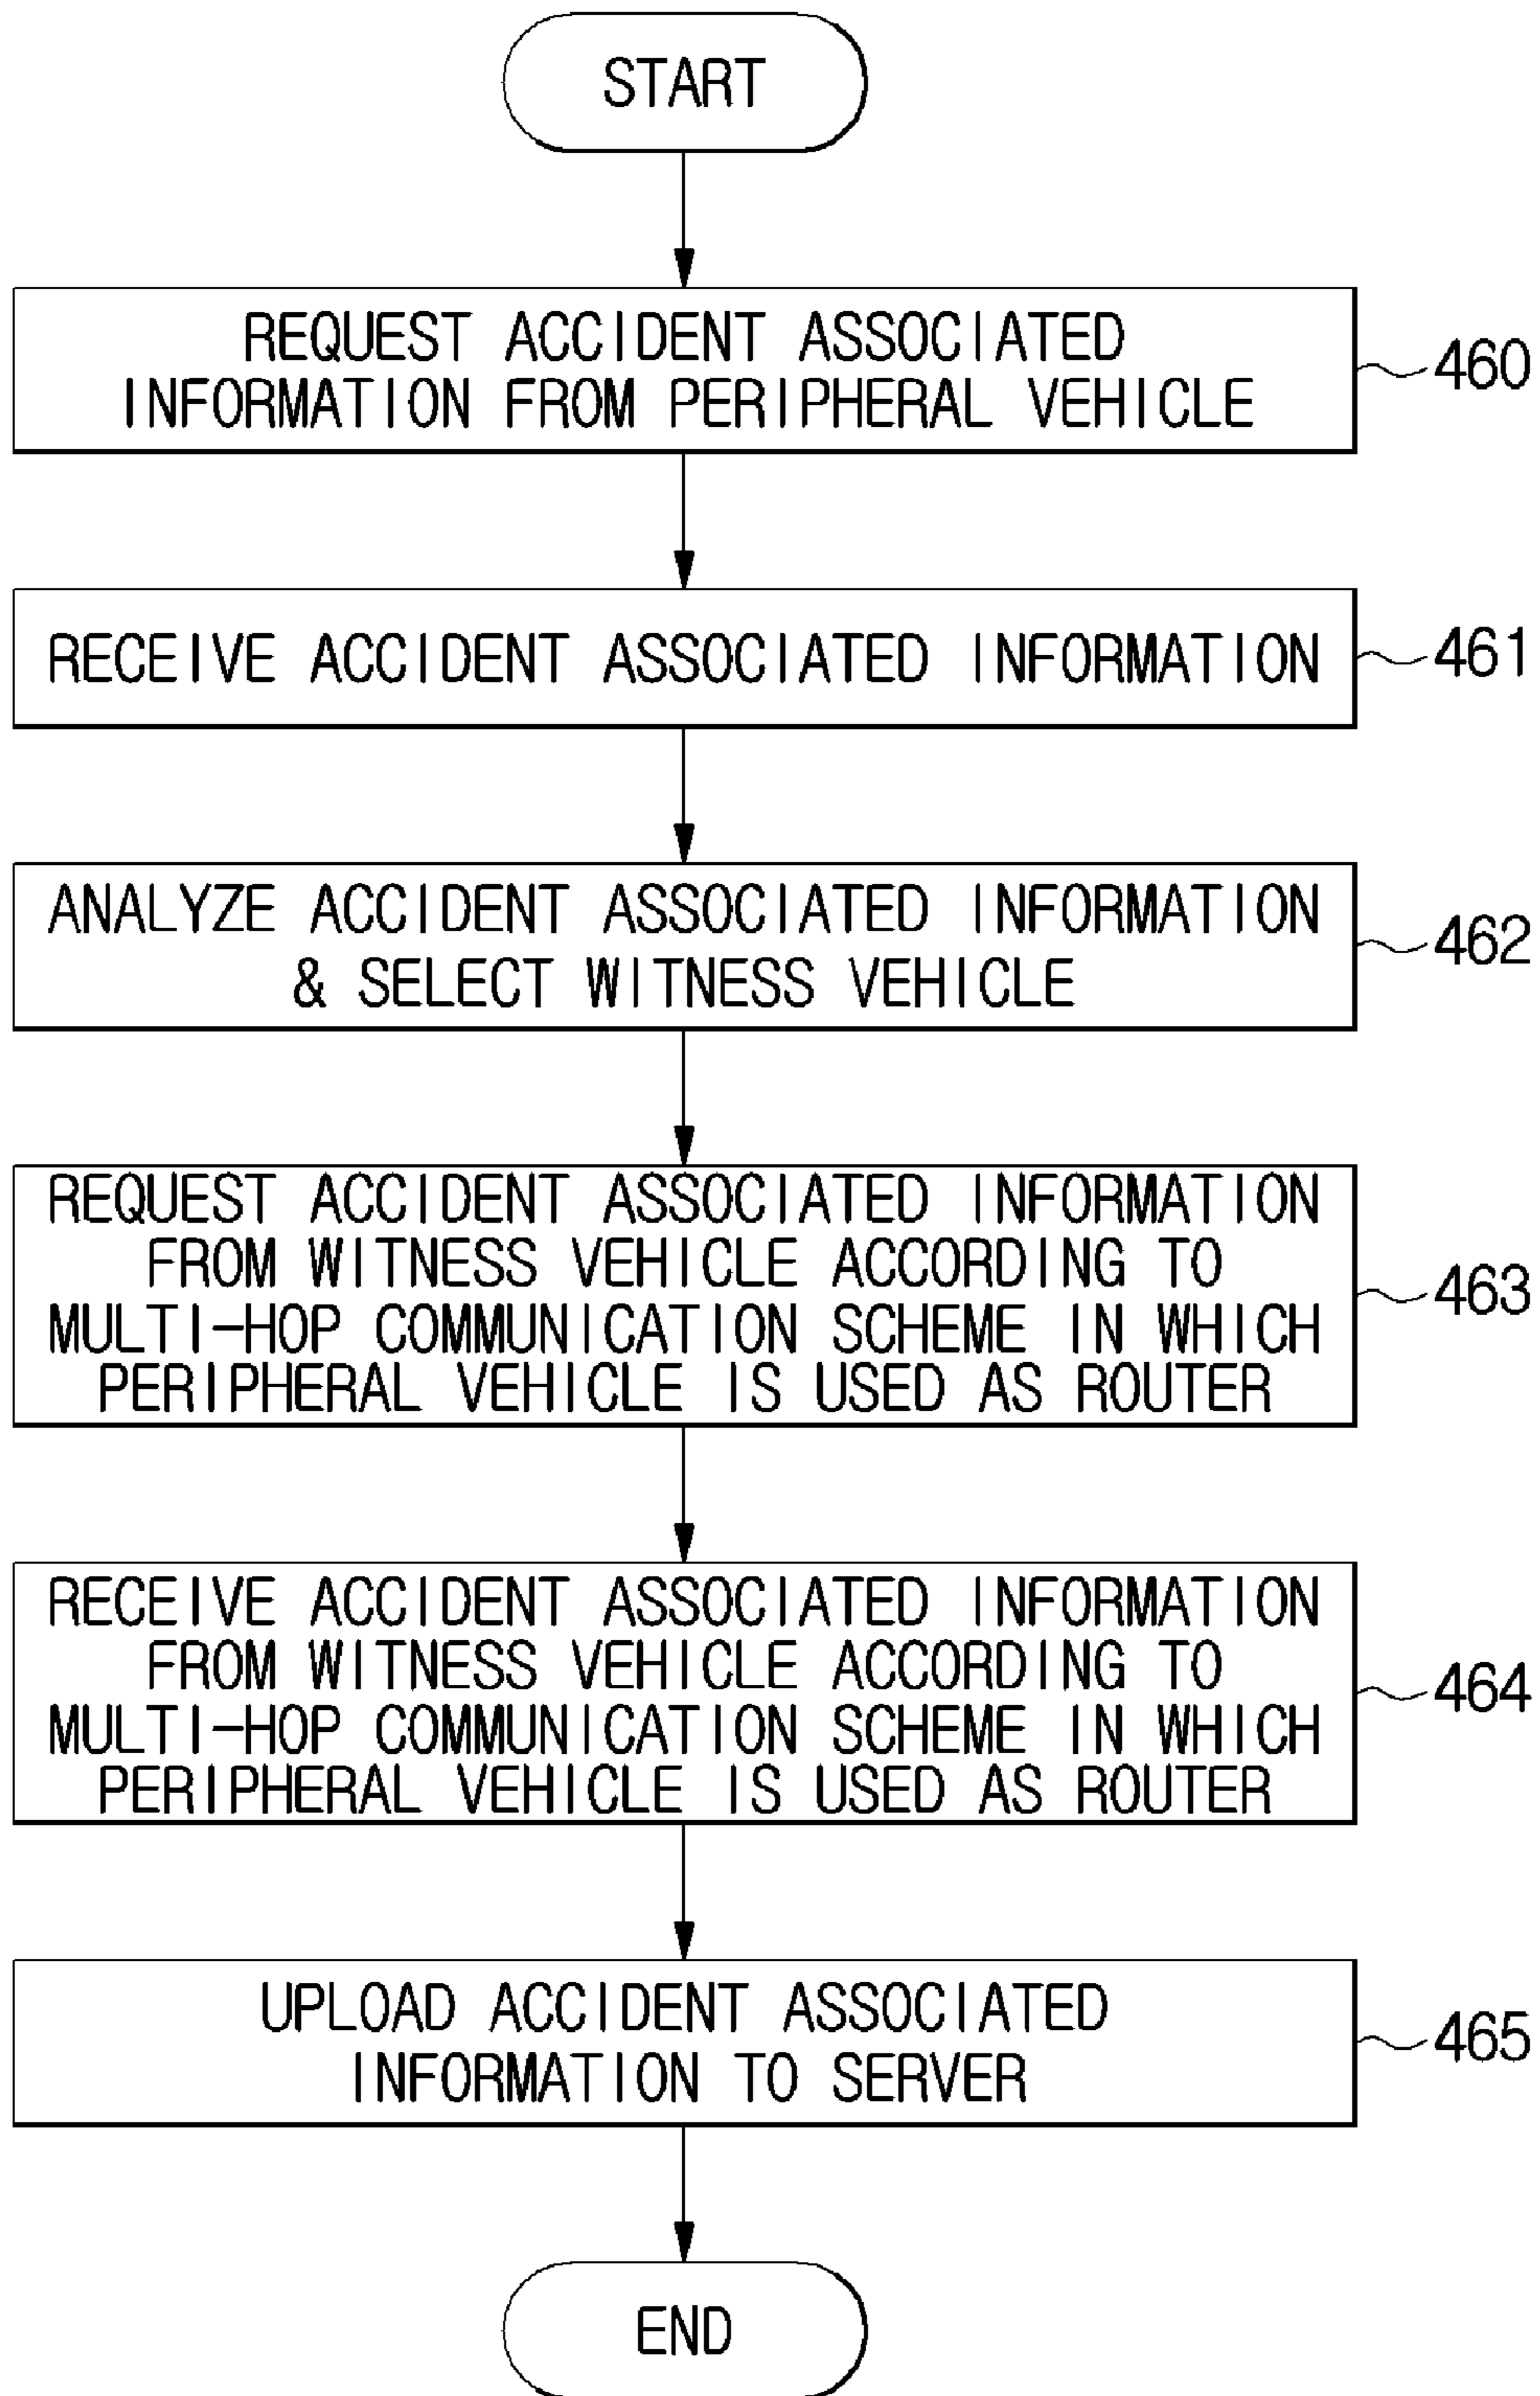 START
REQUEST ACCIDENT ASSOCIATED
INFORMATION FROM PERIPHERAL VEHICLE
460
RECEIVE ACCIDENT ASSOCIATED INFORMATION
461
ANALYZE ACCIDENT ASSOCIATED INFORMATION
& SELECT WITNESS VEHICLE
462
REQUEST ACCIDENT ASSOCIATED INFORMATION
FROM WITNESS VEHICLE ACCORDING TO
MULTI-HOP COMMUNICATION SCHEME IN WHICH
PERIPHERAL VEHICLE IS USED AS ROUTER
463
RECEIVE ACCIDENT ASSOCIATED INFORMATION
FROM WITNESS VEHICLE ACCORDING TO
MULTI-HOP COMMUNICATION SCHEME IN WHICH
PERIPHERAL VEHICLE IS USED AS ROUTER
464
UPLOAD ACCIDENT ASSOCIATED
INFORMATION TO SERVER
465
END